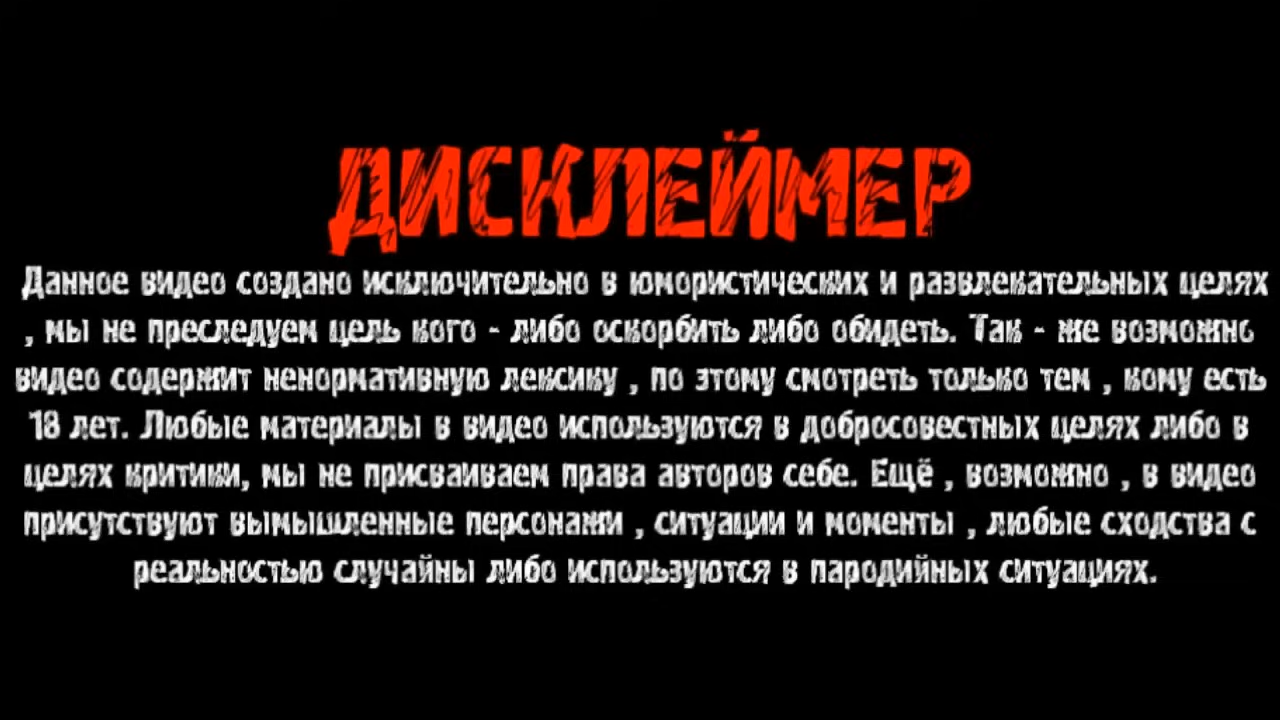 ДИСКЛЕЙМЕР
Данное видео создано исключительно в юмористических и развлекательных целях
, мы не преследуем цель кого - либо оскорбить либо обидеть. Так - же возможно
видео содержит ненормативную лексику , по этому смотреть только тем , кому есть
18 лет. Любые материалы в видео используются в добросовестных целях либо в
целях критики, мы не присваиваем права авторов себе. Ещё , возможно , в видео
присутствуют вымышленные персонажи , ситуации и моменты , любые сходства с
реальностью случайны либо используются в пародийных ситуациях.